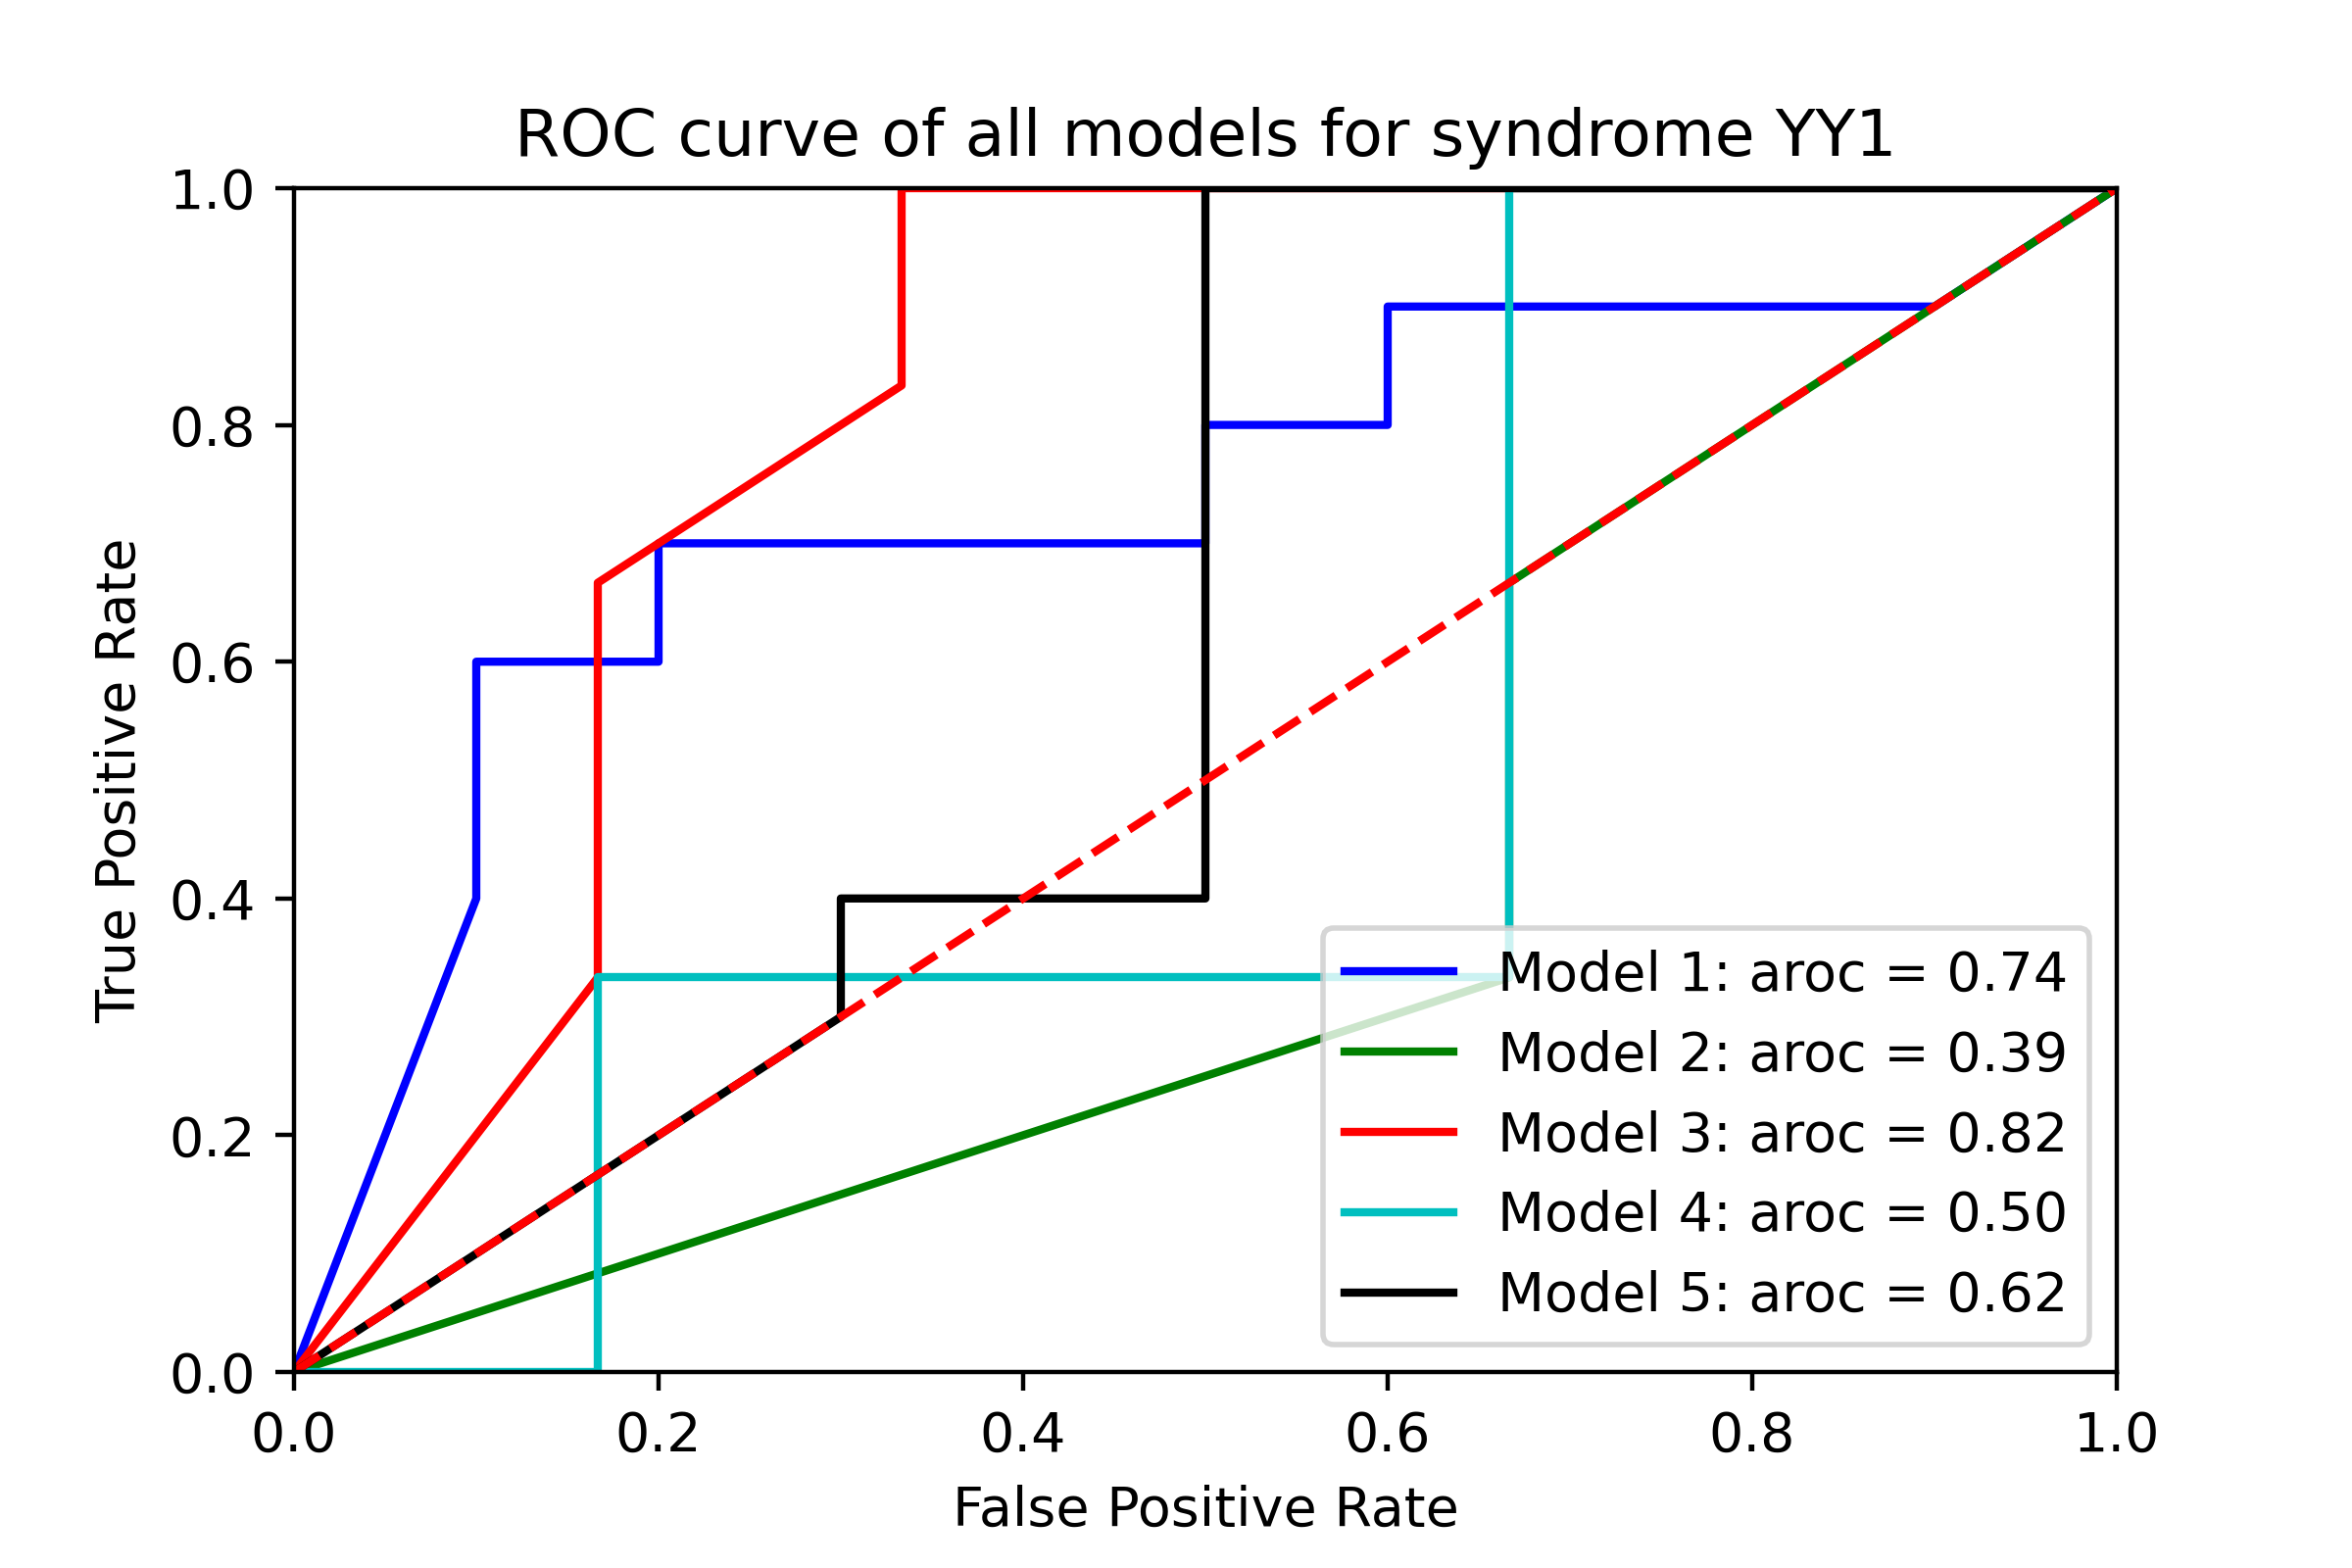 ROC curve of all models for syndrome YY1
1.0
0.8
0.6
0.4
0.2
0.0
True Positive Rate
Model 1: aroc = 0.74
Model 2: aroc = 0.39
Model 3: aroc = 0.82
Model 4: aroc = 0.50
Model 5: aroc = 0.62
0.0 0.2 0.4 0.6 0.8 1.0
False Positive Rate